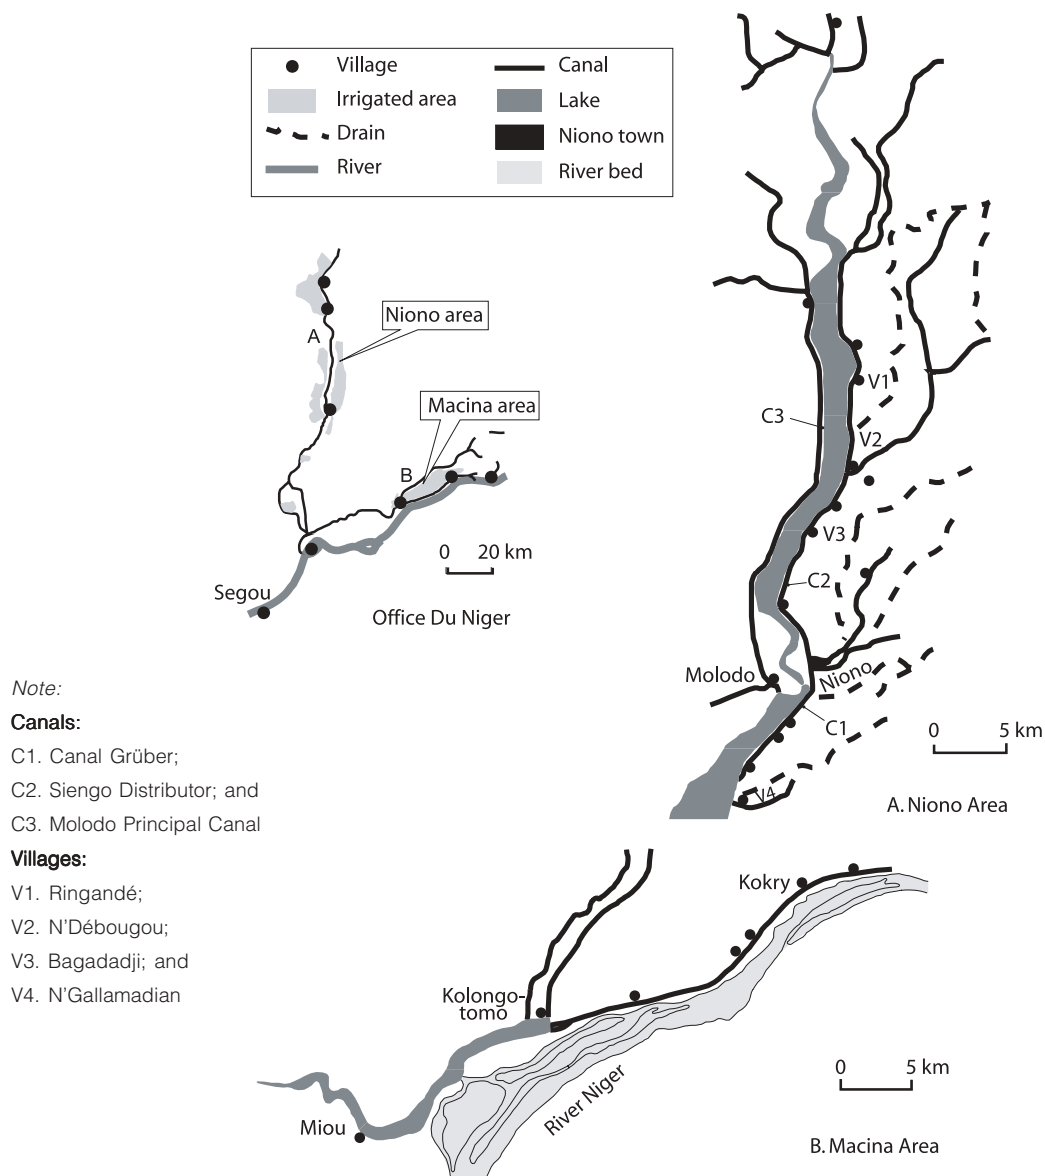 Village
Canal
Irrigated area
Lake
Drain
Niono town
River
River bed
A
Niono area
Macina area
B
0 20 km
Segou
Office Du Niger
V1
C3
V2
V3
C2
Molodo
Niono
C1
0 5 km
V4
A. Niono Area
Note:
Canals:
C1. Canal Grüber;
C2. Siengo Distributor; and
C3. Molodo Principal Canal
Villages:
V1. Ringandé;
V2. N'Débougou;
V3. Bagadadji; and
V4. N'Gallamadian
Kokry
Kolongo-
tomo
River Niger
0 5 km
Miou
B. Macina Area